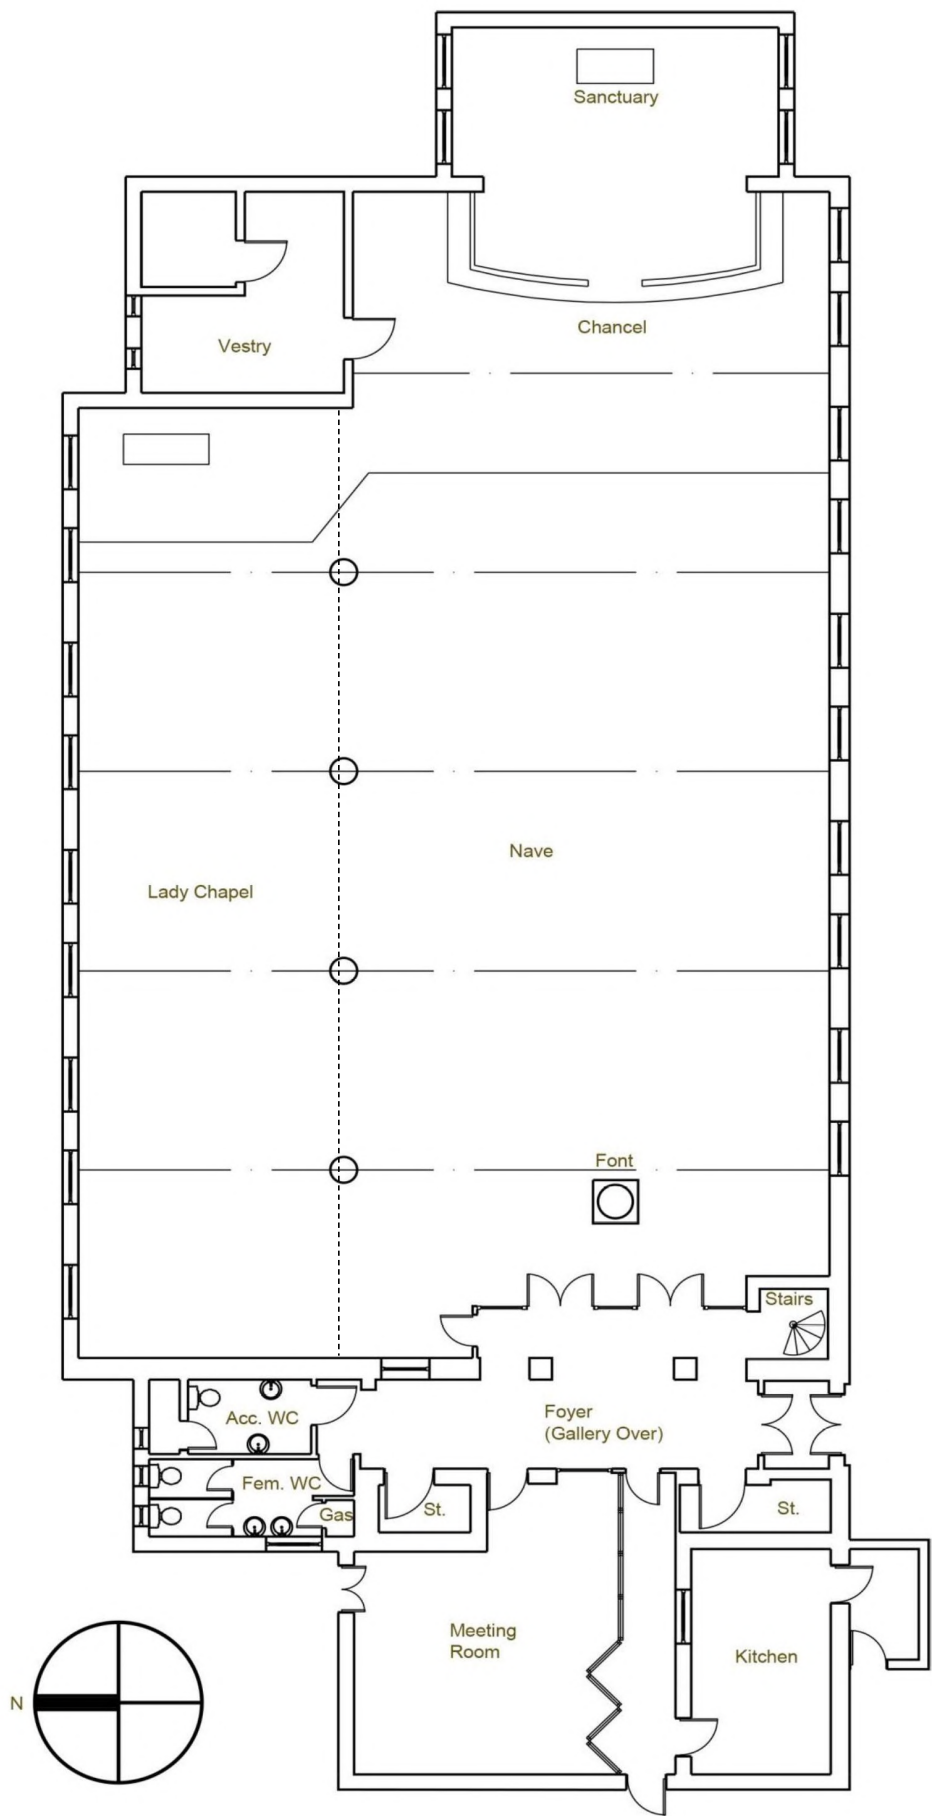 Sanctuary
Chancel
Vestry
Nave
Lady Chapel
Font
Stairs
Acc. WC
Foyer
(Gallery Over)
Fem. WC
Gas
St.
St.
Meeting
Room
Kitchen
N